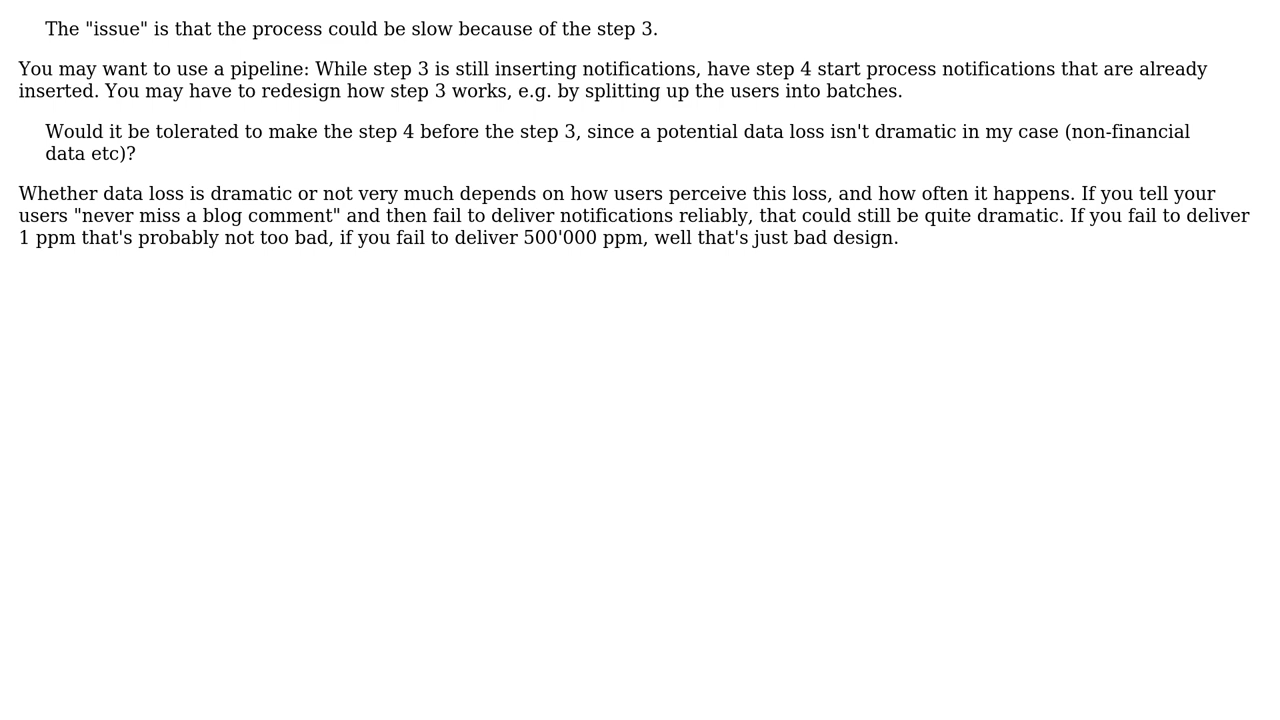 The "issue" is that the process could be slow because of the step 3.
You may want to use a pipeline: While step 3 is still inserting notifications, have step 4 start process notifications that are already
inserted. You may have to redesign how step 3 works, e.g. by splitting up the users into batches.
Would it be tolerated to make the step 4 before the step 3, since a potential data loss isn't dramatic in my case (non-financial
data etc)?
Whether data loss is dramatic or not very much depends on how users perceive this loss, and how often it happens. If you tell your
users "never miss a blog comment" and then fail to deliver notifications reliably, that could still be quite dramatic. If you fail to deliver
1 ppm that's probably not too bad, if you fail to deliver 500'000 ppm, well that's just bad design.